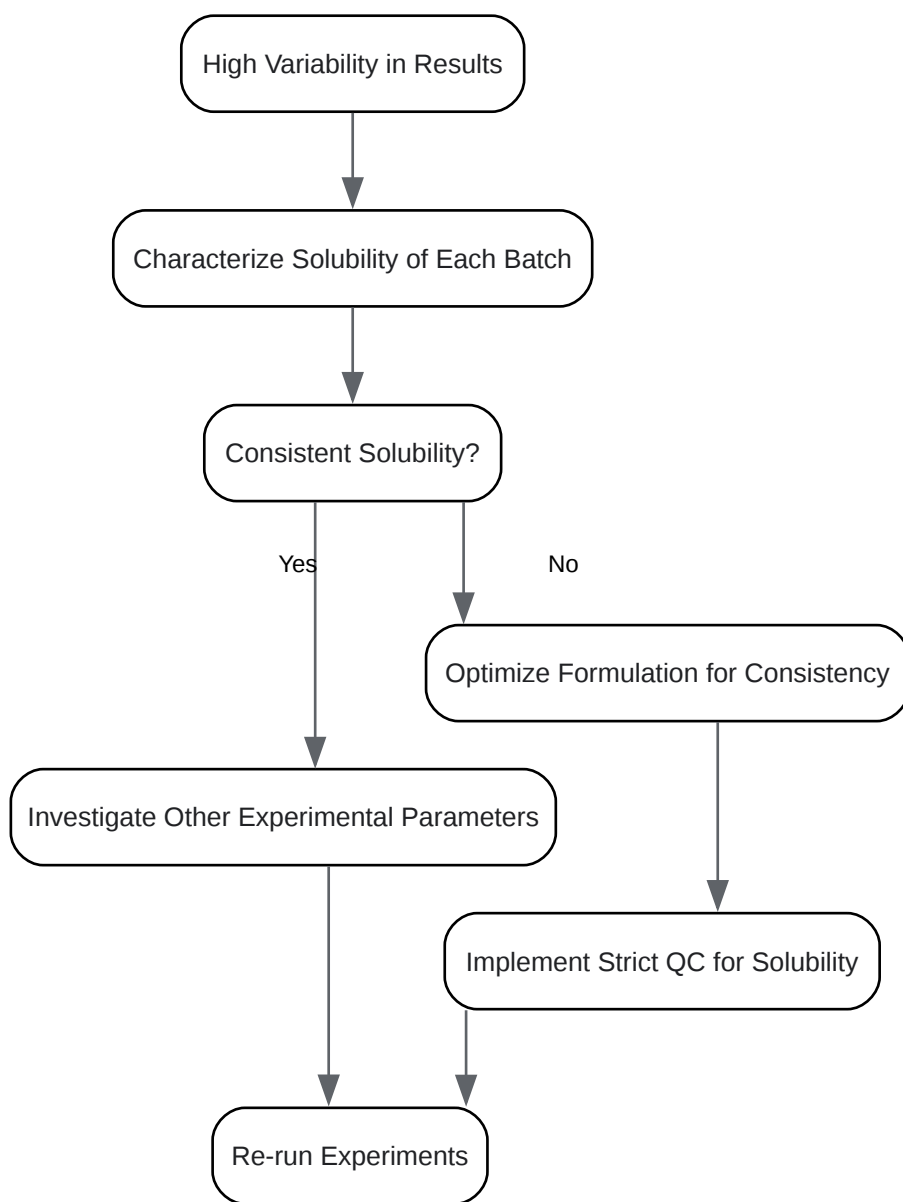 High Variability in Results
Characterize Solubility of Each Batch
Consistent Solubility?
Yes
No
Optimize Formulation for Consistency
Investigate Other Experimental Parameters
Implement Strict QC for Solubility
Re-run Experiments